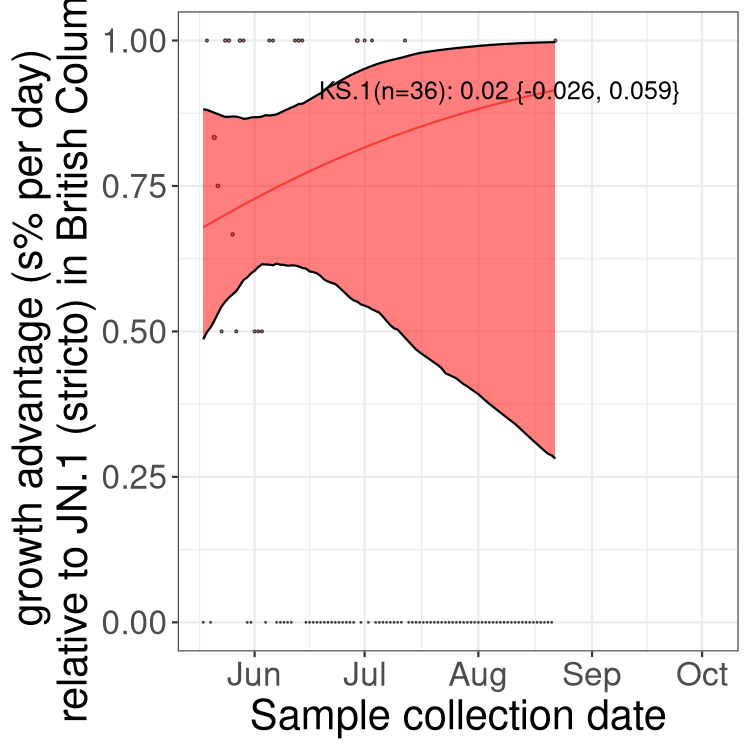 growth advantage (s% per day)
relative to JN.1 (stricto) in British Colum
1.00
0.75
0.50
0.25
0.00
KS.1(n=36): 0.02 {-0.026, 0.059}
Jun Jul Aug Sep Oct
Sample collection date